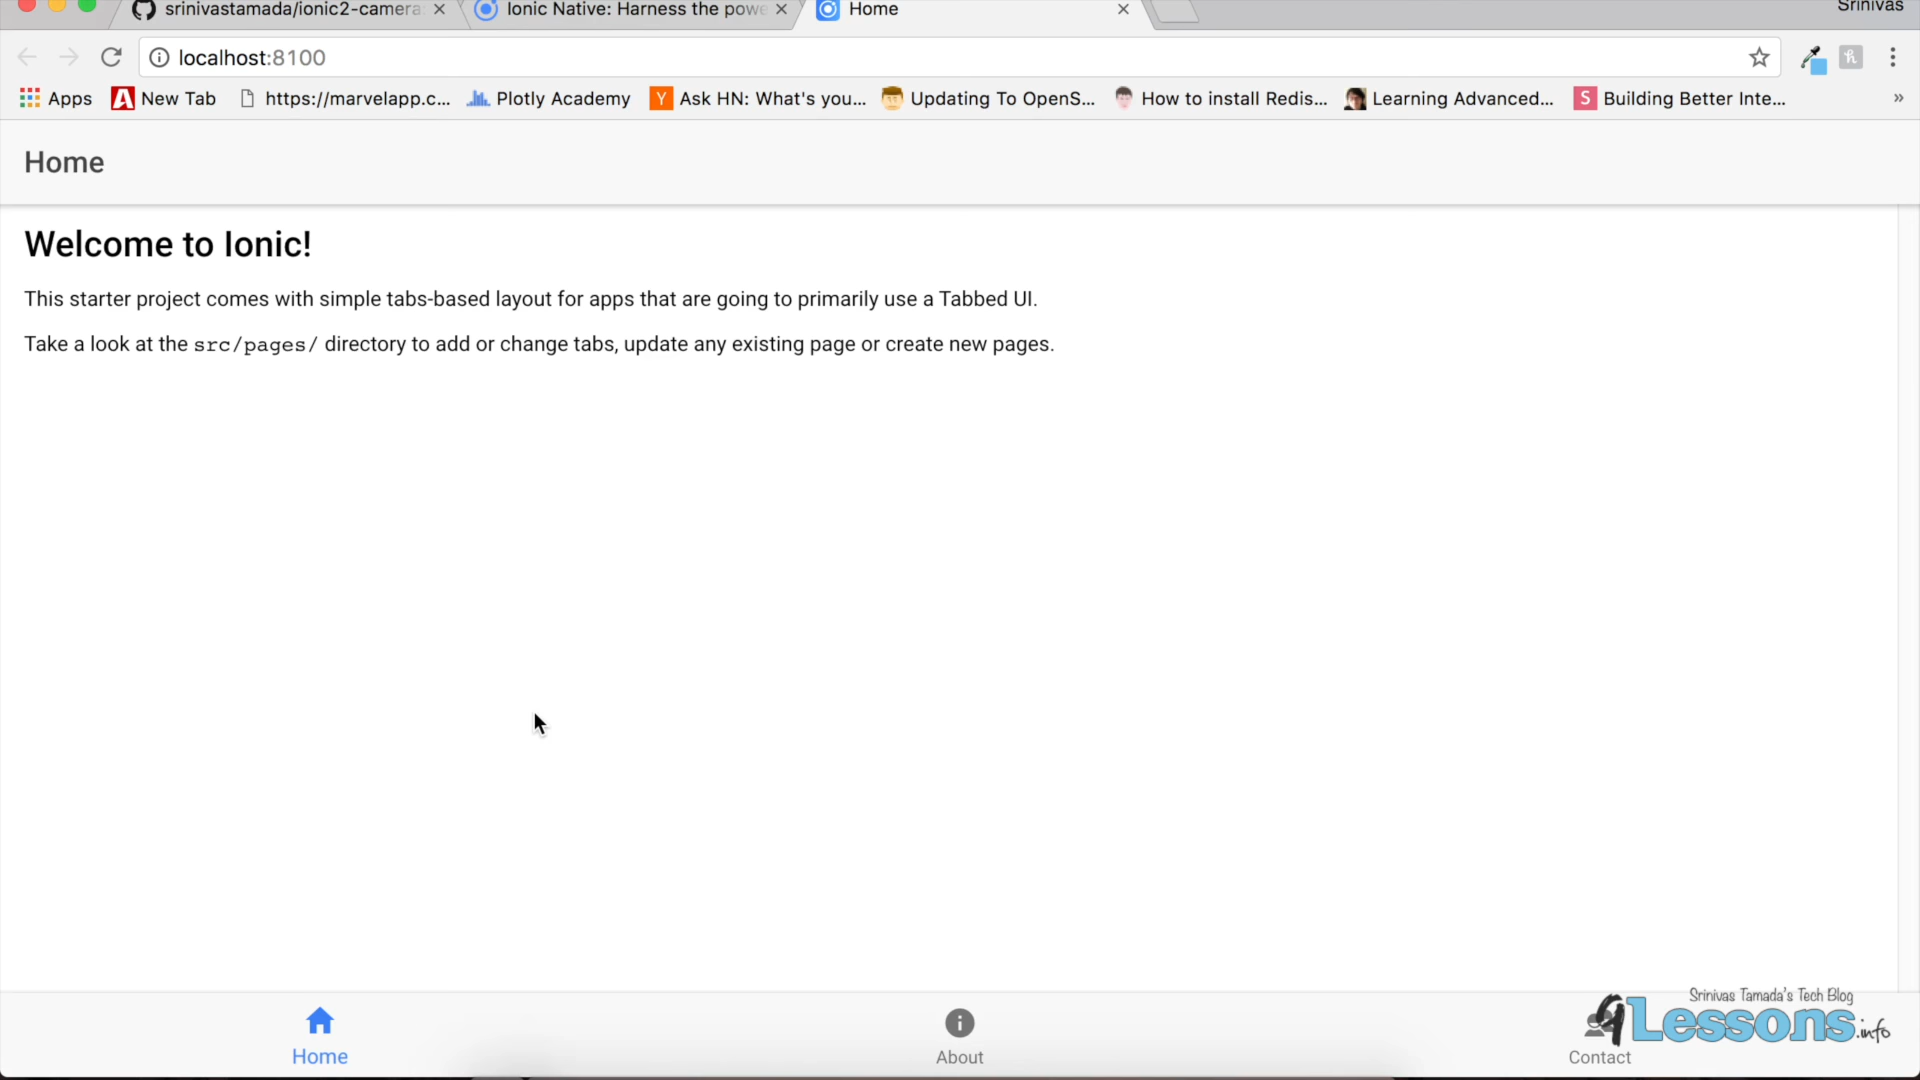 srinivastamada/ionic2-camera
Ionic Native: Harness the powe
Home
Srinivas
localhost:8100
Apps
New Tab
https://marvelapp.c...
Plotly Academy
Y
Ask HN: What's you...
Updating To OpenS...
How to install Redis...
Learning Advanced...
S
Building Better Inte...
»
Home
Welcome to Ionic!
This starter project comes with simple tabs-based layout for apps that are going to primarily use a Tabbed UI.
Take a look at the src/pages/ directory to add or change tabs, update any existing page or create new pages.
Home
About
Contact
Srinivas Tamada's Tech Blog
9Lessons.info